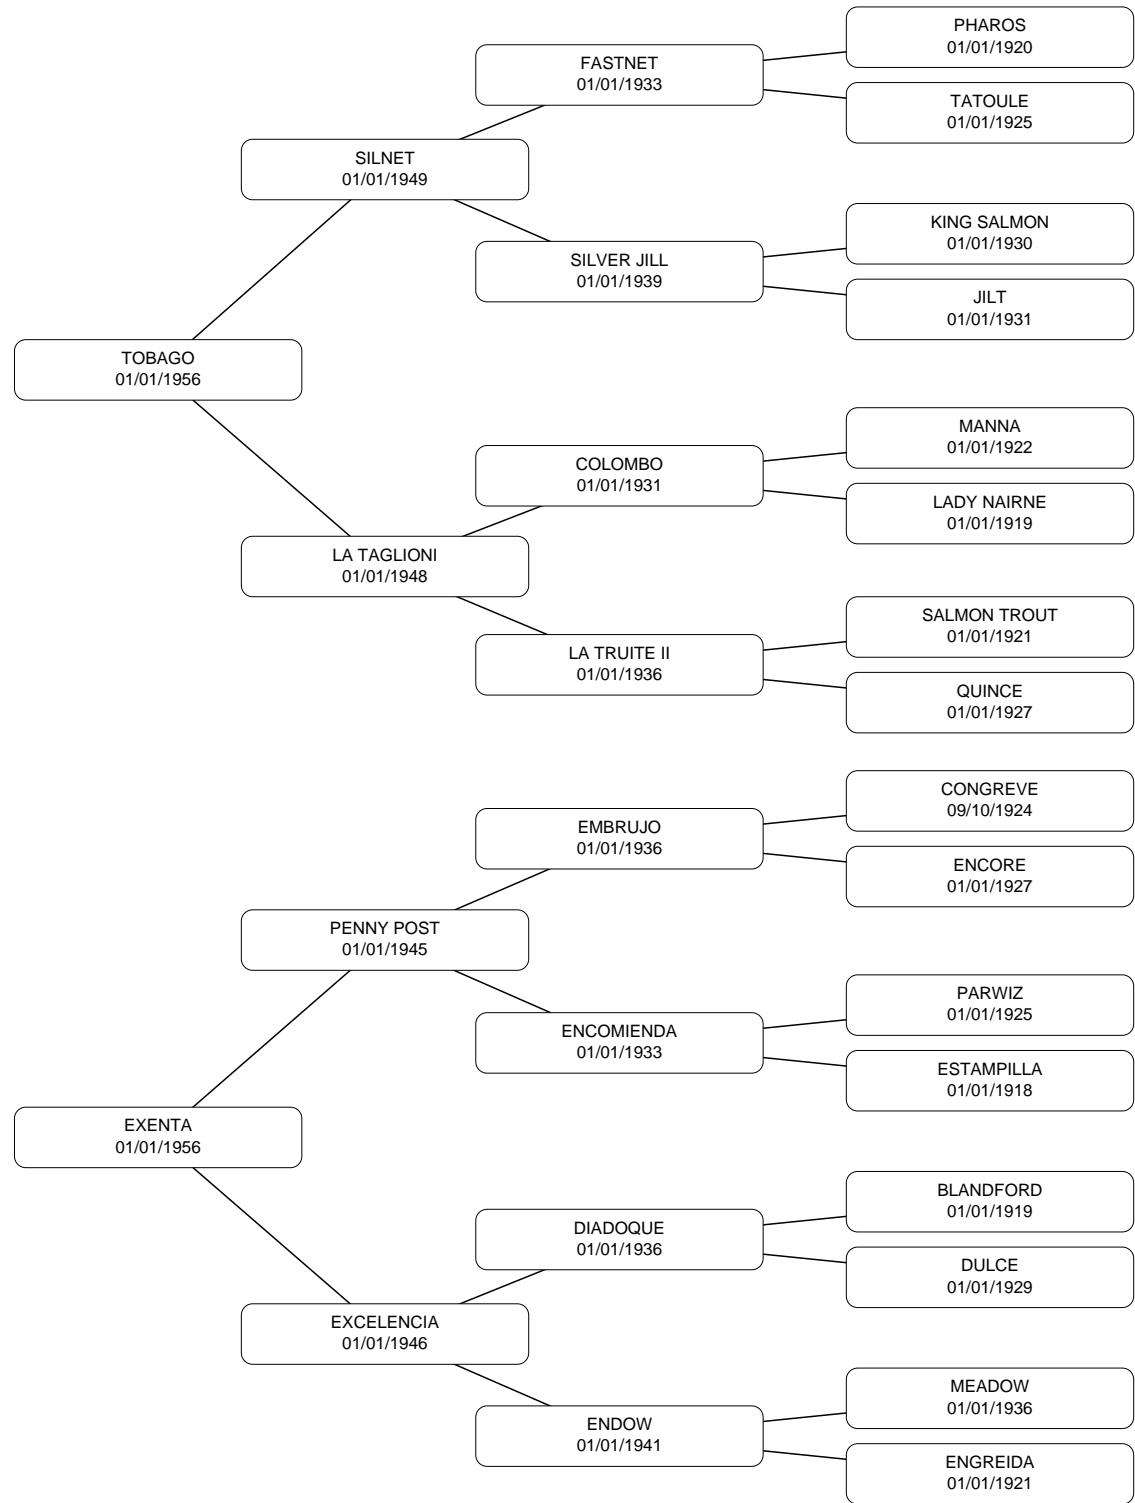 PHAROS
01/01/1920
FASTNET
01/01/1933
TATOULE
01/01/1925
SILNET
01/01/1949
KING SALMON
01/01/1930
SILVER JILL
01/01/1939
JILT
01/01/1931
TOBAGO
01/01/1956
MANNA
01/01/1922
COLOMBO
01/01/1931
LADY NAIRNE
01/01/1919
LA TAGLIONI
01/01/1948
SALMON TROUT
01/01/1921
LA TRUITE II
01/01/1936
QUINCE
01/01/1927
CONGREVE
09/10/1924
EMBRUJO
01/01/1936
ENCORE
01/01/1927
PENNY POST
01/01/1945
PARWIZ
01/01/1925
ENCOMIENDA
01/01/1933
ESTAMPILLA
01/01/1918
EXENTA
01/01/1956
BLANDFORD
01/01/1919
DIADOQUE
01/01/1936
DULCE
01/01/1929
EXCELENCIA
01/01/1946
MEADOW
01/01/1936
ENDOW
01/01/1941
ENGREIDA
01/01/1921